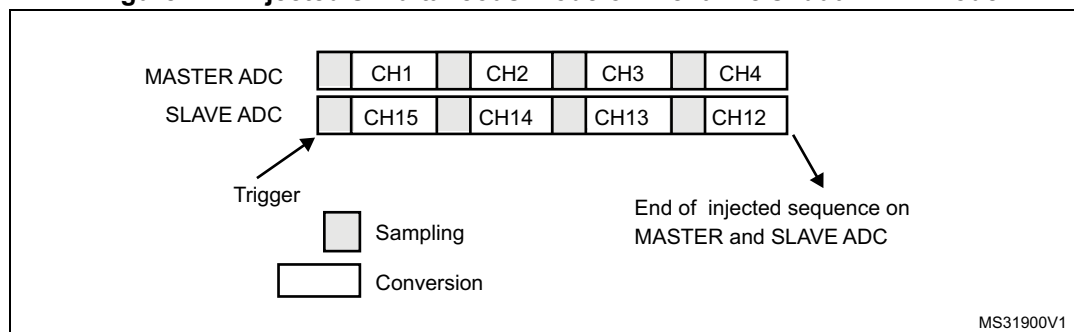 MASTER ADC CH1 CH2 CH3 CH4
SLAVE ADC CH15 CH14 CH13 CH12
Trigger
End of injected sequence on
MASTER and SLAVE ADC
Sampling
Conversion
MS31900V1